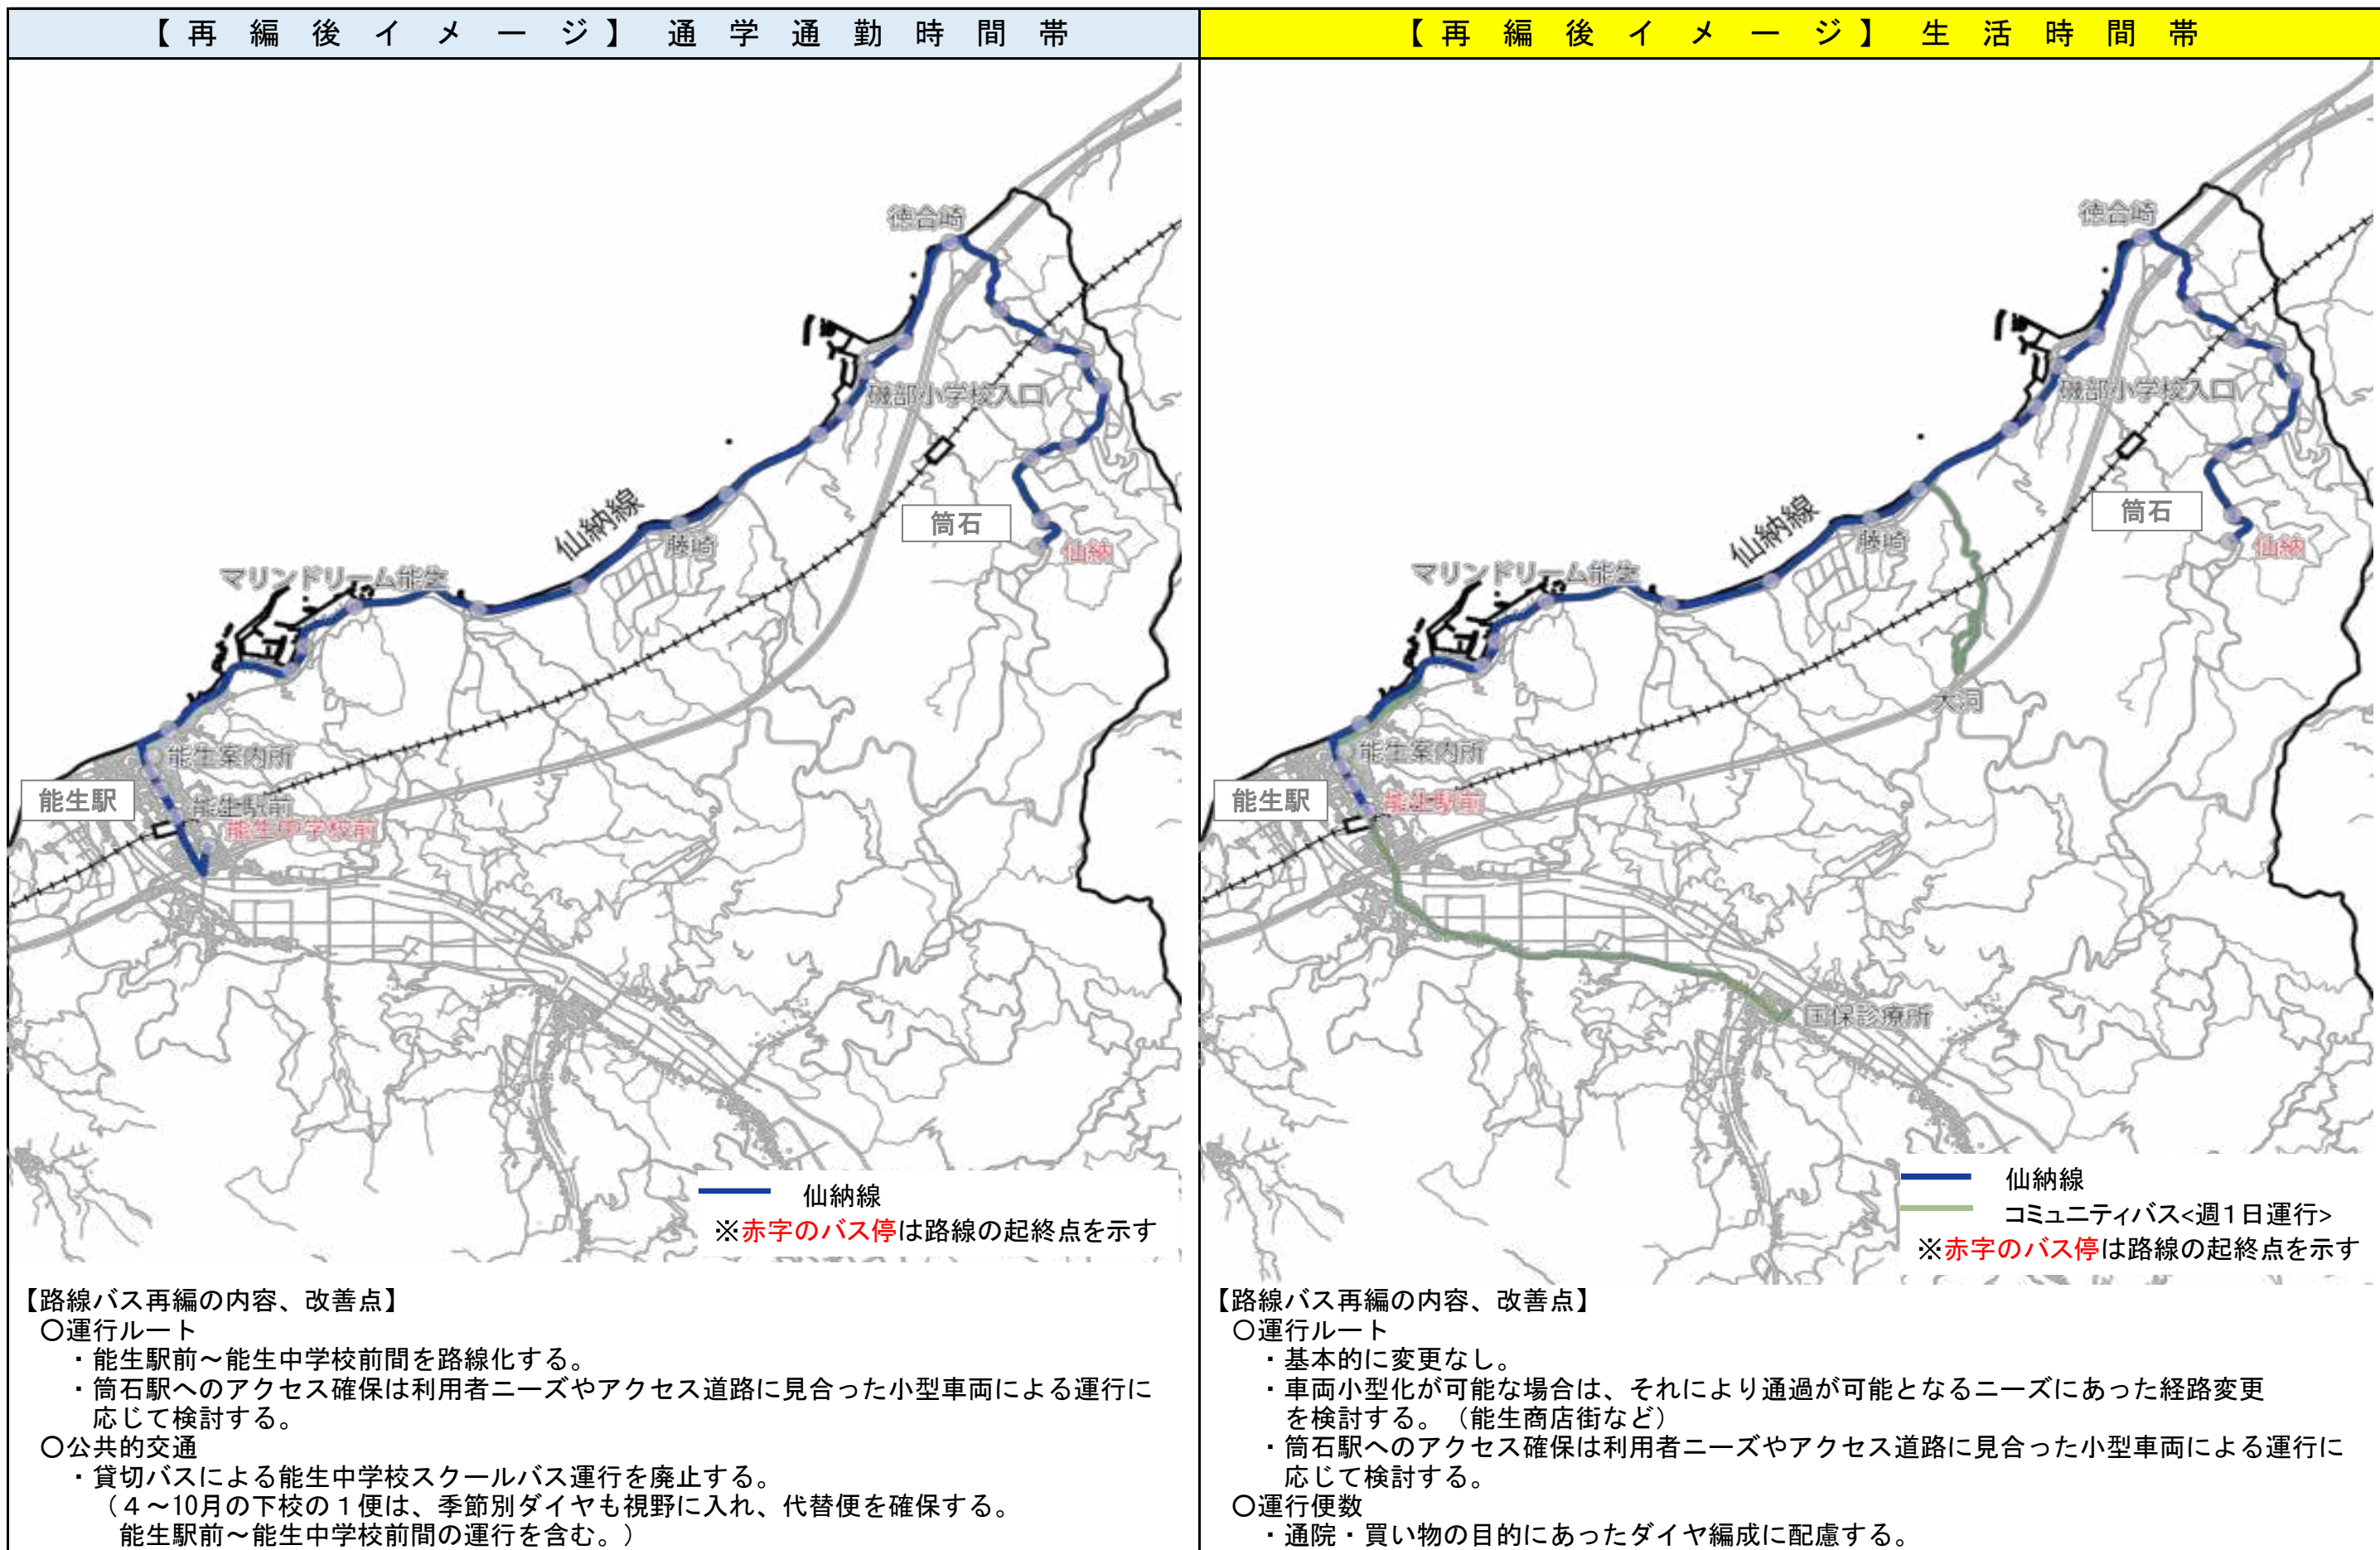 【再編後イメージ】通学通勤時間帯
徳合崎
磯部小学校入口
筒石
仙納線
藤崎
仙納
マリンドリーム能生
能生案内所
能生駅
能生駅前
能生中学校前
仙納線
※赤字のバス停は路線の起終点を示す
【路線バス再編の内容、改善点】
〇運行ルート
・能生駅前～能生中学校前間を路線化する。
・筒石駅へのアクセス確保は利用者ニーズやアクセス道路に見合った小型車両による運行に
応じて検討する。
〇公共的交通
・貸切バスによる能生中学校スクールバス運行を廃止する。
（４～10月の下校の１便は、季節別ダイヤも視野に入れ、代替便を確保する。
能生駅前～能生中学校前間の運行を含む。）
【再編後イメージ】生活時間帯
徳合崎
磯部小学校入口
筒石
仙納線
藤崎
仙納
マリンドリーム能生
大洞
能生案内所
能生駅
能生駅前
国保診療所
仙納線
コミュニティバス<週１日運行>
※赤字のバス停は路線の起終点を示す
【路線バス再編の内容、改善点】
〇運行ルート
・基本的に変更なし。
・車両小型化が可能な場合は、それにより通過が可能となるニーズにあった経路変更
を検討する。（能生商店街など）
・筒石駅へのアクセス確保は利用者ニーズやアクセス道路に見合った小型車両による運行に
応じて検討する。
〇運行便数
・通院・買い物の目的にあったダイヤ編成に配慮する。